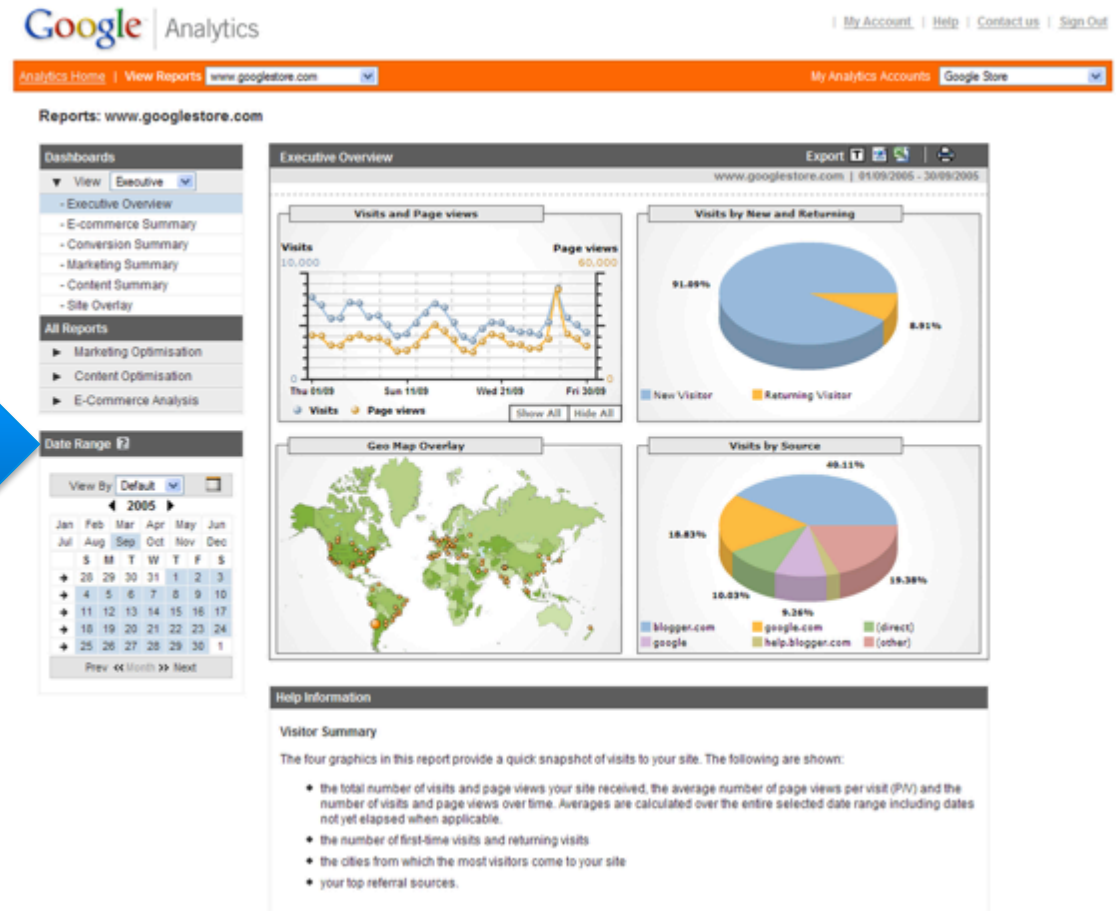 Google Analytics
| My Account | Help | Contact us | Sign Out
Analytics Home | View Reports www.googlestore.com
My Analytics Accounts Google Store
Reports: www.googlestore.com
Dashboards
▼ View Executive
- Executive Overview
- E-commerce Summary
- Conversion Summary
- Marketing Summary
- Content Summary
- Site Overlay
All Reports
► Marketing Optimisation
► Content Optimisation
► E-Commerce Analysis
Date Range ?
View By Default
◄ 2005 ►
Jan Feb Mar Apr May Jun
Jul Aug Sep Oct Nov Dec
S M T W T F S
28 29 30 31 1 2 3
4 5 6 7 8 9 10
11 12 13 14 15 16 17
18 19 20 21 22 23 24
25 26 27 28 29 30 1
Prev << Month >> Next
Executive Overview
Export T
www.googlestore.com | 01/09/2005 - 30/09/2005
Visits and Page views
Visits Page views
10,000 60,000
0 0
Thu 01/09 Sun 11/09 Wed 21/09 Fri 30/09
Visits Page views Show All Hide All
Visits by New and Returning
91.09%
8.91%
New Visitor Returning Visitor
Geo Map Overlay
Visits by Source
40.11%
18.83%
19.38%
10.03%
9.26%
blogger.com google.com (direct)
google help.blogger.com (other)
Help Information
Visitor Summary
The four graphics in this report provide a quick snapshot of visits to your site. The following are shown:
• the total number of visits and page views your site received, the average number of page views per visit (P/V) and the
number of visits and page views over time. Averages are calculated over the entire selected date range including dates
not yet elapsed when applicable.
• the number of first-time visits and returning visits
• the cities from which the most visitors come to your site
• your top referral sources.